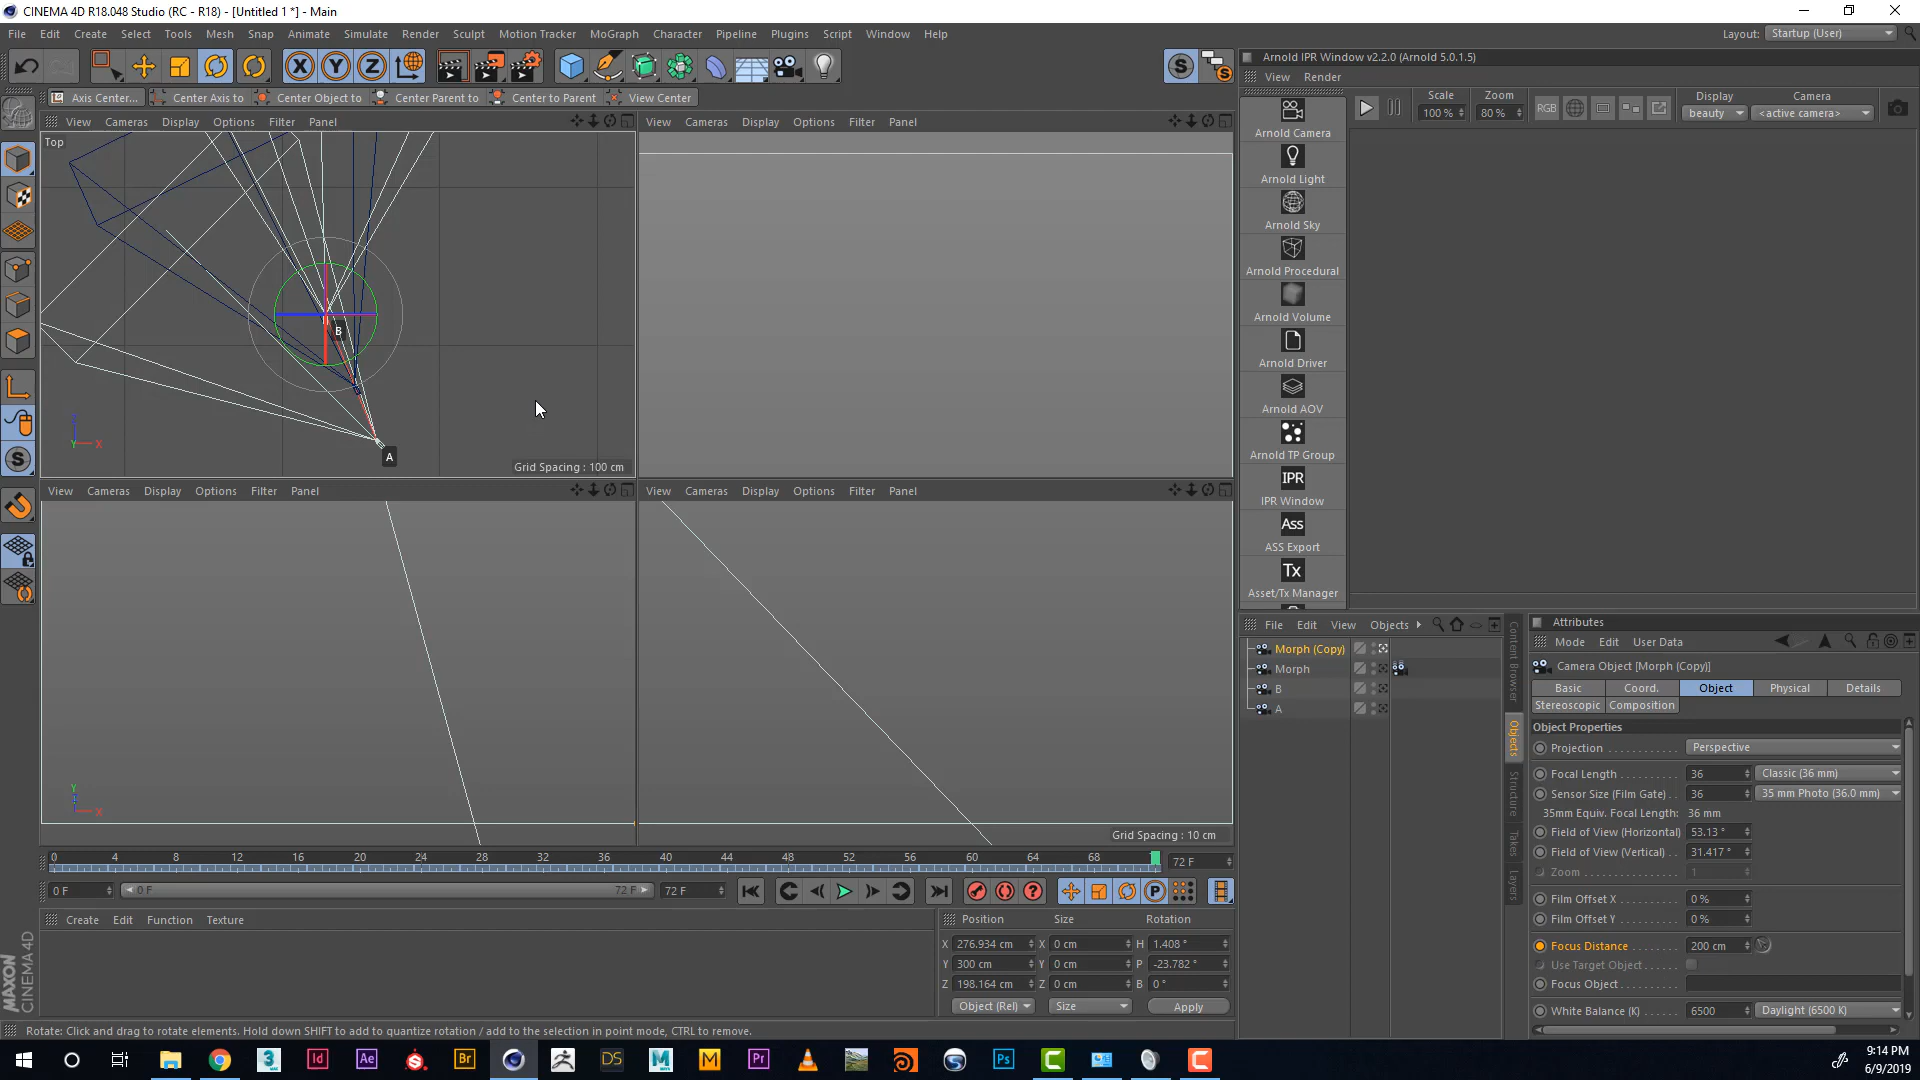 CINEMA 4D R18.048 Studio (RC - R18) - [Untitled 1 *] - Main
File Edit Create Select Tools Mesh Snap Animate Simulate Render Sculpt Motion Tracker MoGraph Character Pipeline Plugins Script Window Help
Layout: Startup (User)
Arnold IPR Window v2.2.0 (Arnold 5.0.1.5)
View Render
Axis Center... Center Axis to Center Object to Center Parent to Center to Parent View Center
Scale Zoom Display Camera
100 % 80 % RGB beauty <active camera>
View Cameras Display Options Filter Panel
View Cameras Display Options Filter Panel
Top
B
A
Y X
Grid Spacing : 100 cm
Arnold Camera
Arnold Light
Arnold Sky
Arnold Procedural
Arnold Volume
Arnold Driver
Arnold AOV
Arnold TP Group
IPR
IPR Window
Ass
ASS Export
Tx
Asset/Tx Manager
View Cameras Display Options Filter Panel
View Cameras Display Options Filter Panel
Y
X
Grid Spacing : 10 cm
File Edit View Objects
Morph (Copy)
Morph
B
A
Content Browser
Objects
Structure
Takes
Layers
Attributes
Mode Edit User Data
Camera Object [Morph (Copy)]
Basic Coord. Object Physical Details
Stereoscopic Composition
Object Properties
Projection Perspective
Focal Length 36 Classic (36 mm)
Sensor Size (Film Gate) 36 35 mm Photo (36.0 mm)
35mm Equiv. Focal Length: 36 mm
Field of View (Horizontal) 53.13 °
Field of View (Vertical) 31.417 °
Zoom 1
Film Offset X 0 %
Film Offset Y 0 %
Focus Distance 200 cm
Use Target Object
Focus Object
White Balance (K) 6500 Daylight (6500 K)
0 4 8 12 16 20 24 28 32 36 40 44 48 52 56 60 64 68 72 F
0 F 0 F 72 F 72 F
Create Edit Function Texture
Position Size Rotation
X 276.934 cm X 0 cm H 1.408 °
Y 300 cm Y 0 cm P -23.782 °
Z 198.164 cm Z 0 cm B 0 °
Object (Rel) Size Apply
MAXON
CINEMA 4D
Rotate: Click and drag to rotate elements. Hold down SHIFT to add to quantize rotation / add to the selection in point mode, CTRL to remove.
9:14 PM
6/9/2019